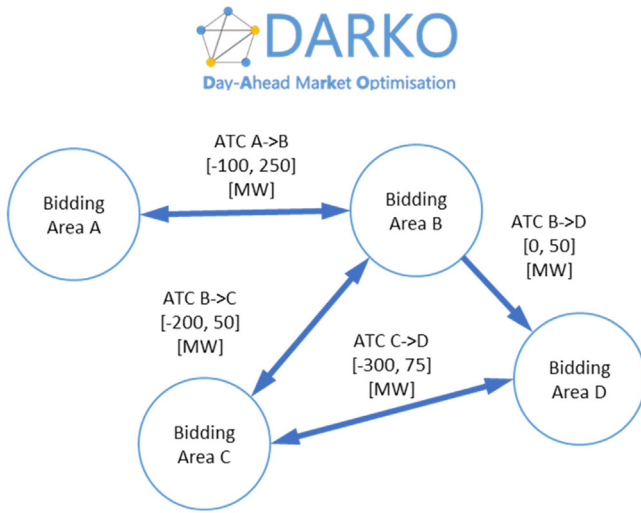 DARKO
Day-Ahead Market Optimisation
ATC A->B
[-100, 250]
[MW]
Bidding
Area A
Bidding
Area B
ATC B->D
[0, 50]
[MW]
ATC B->C
[-200, 50]
[MW]
ATC C->D
[-300, 75]
[MW]
Bidding
Area D
Bidding
Area C